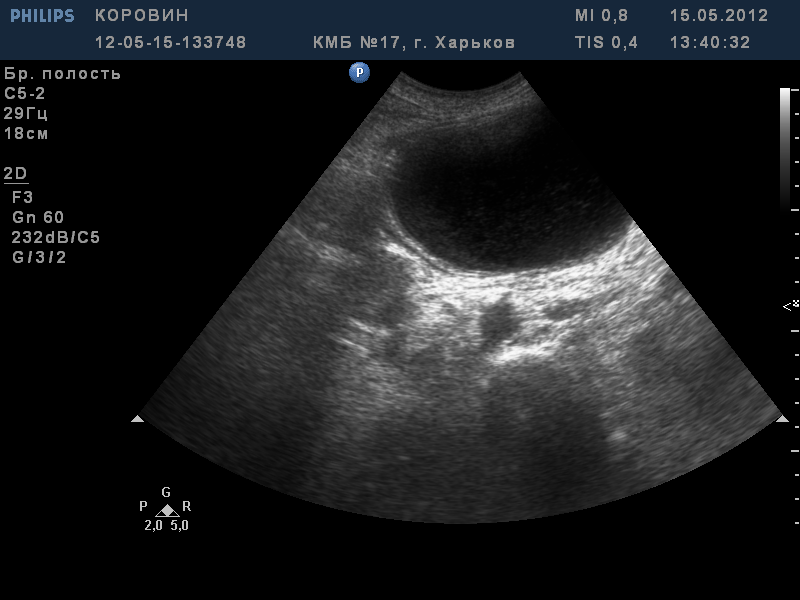 PHILIPS КОРОВИН MI 0,8 15.05.2012
12-05-15-133748 КМБ №17, г. Харьков TIS 0,4 13:40:32
P
Бр. полость
C5-2
29Гц
18см
2D
F3
Gn 60
232dB/C5
G/3/2
G
P R
2,0 5,0